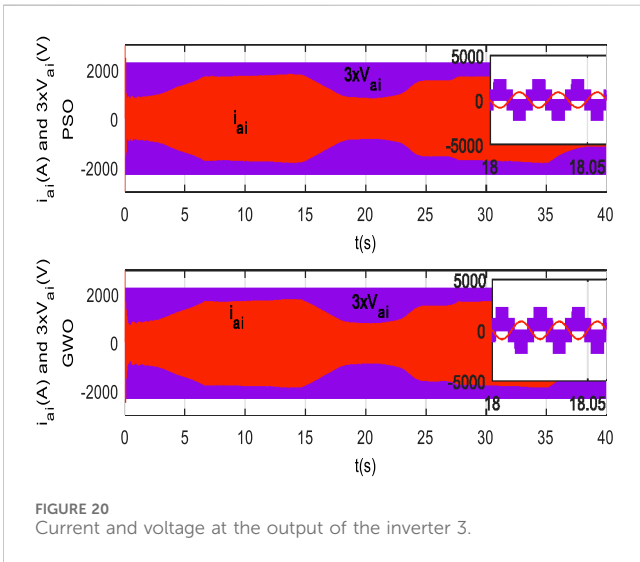 i_ai(A) and 3xV_ai(V)
PSO
2000
0
-2000
3xV_ai
i_ai
5000
0
-5000
18
18.05
0
5
10
15
20
25
30
35
40
t(s)
i_ai(A) and 3xV_ai(V)
GWO
2000
0
-2000
i_ai
3xV_ai
5000
0
-5000
18
18.05
0
5
10
15
20
25
30
35
40
t(s)
FIGURE 20
Current and voltage at the output of the inverter 3.